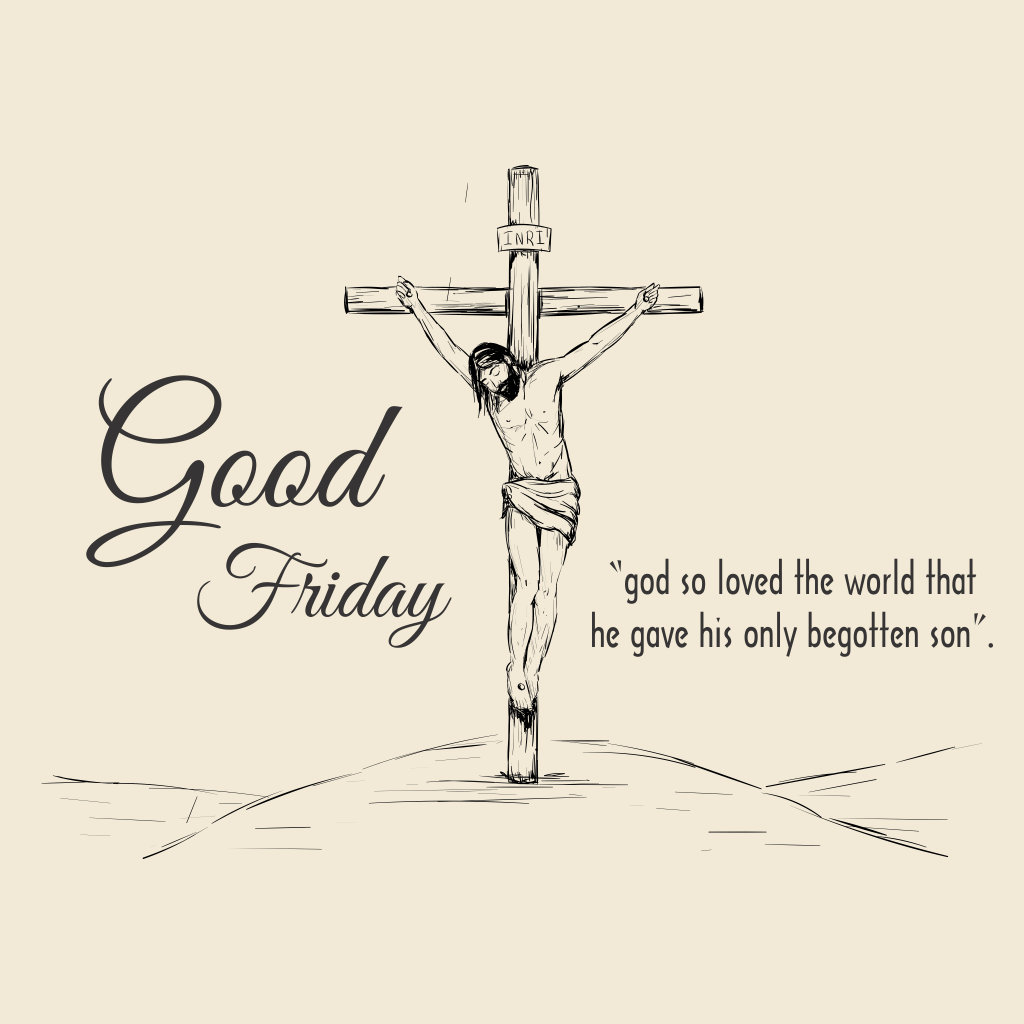 INRI
Good
Friday
"god so loved the world that
he gave his only begotten son".